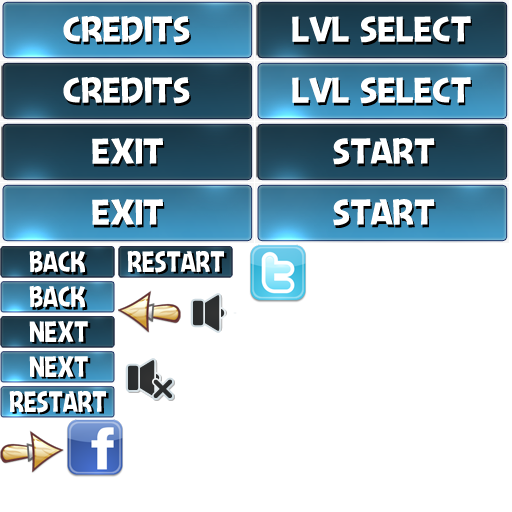 CREDITS
LVL SELECT
CREDITS
LVL SELECT
EXIT
START
EXIT
START
BACK
RESTART
BACK
NEXT
NEXT
RESTART
t
f